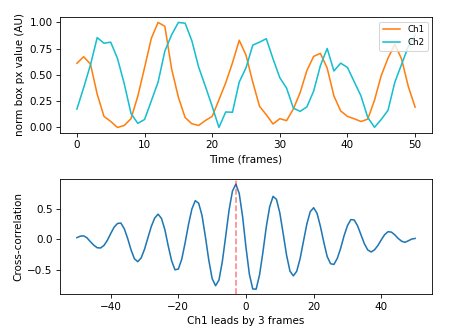 1.00
0.75
0.50
0.25
0.00
norm box px value (AU)
Ch1
Ch2
0 10 20 30 40 50
Time (frames)
0.5
0.0
−0.5
Cross-correlation
−40 −20 0 20 40
Ch1 leads by 3 frames